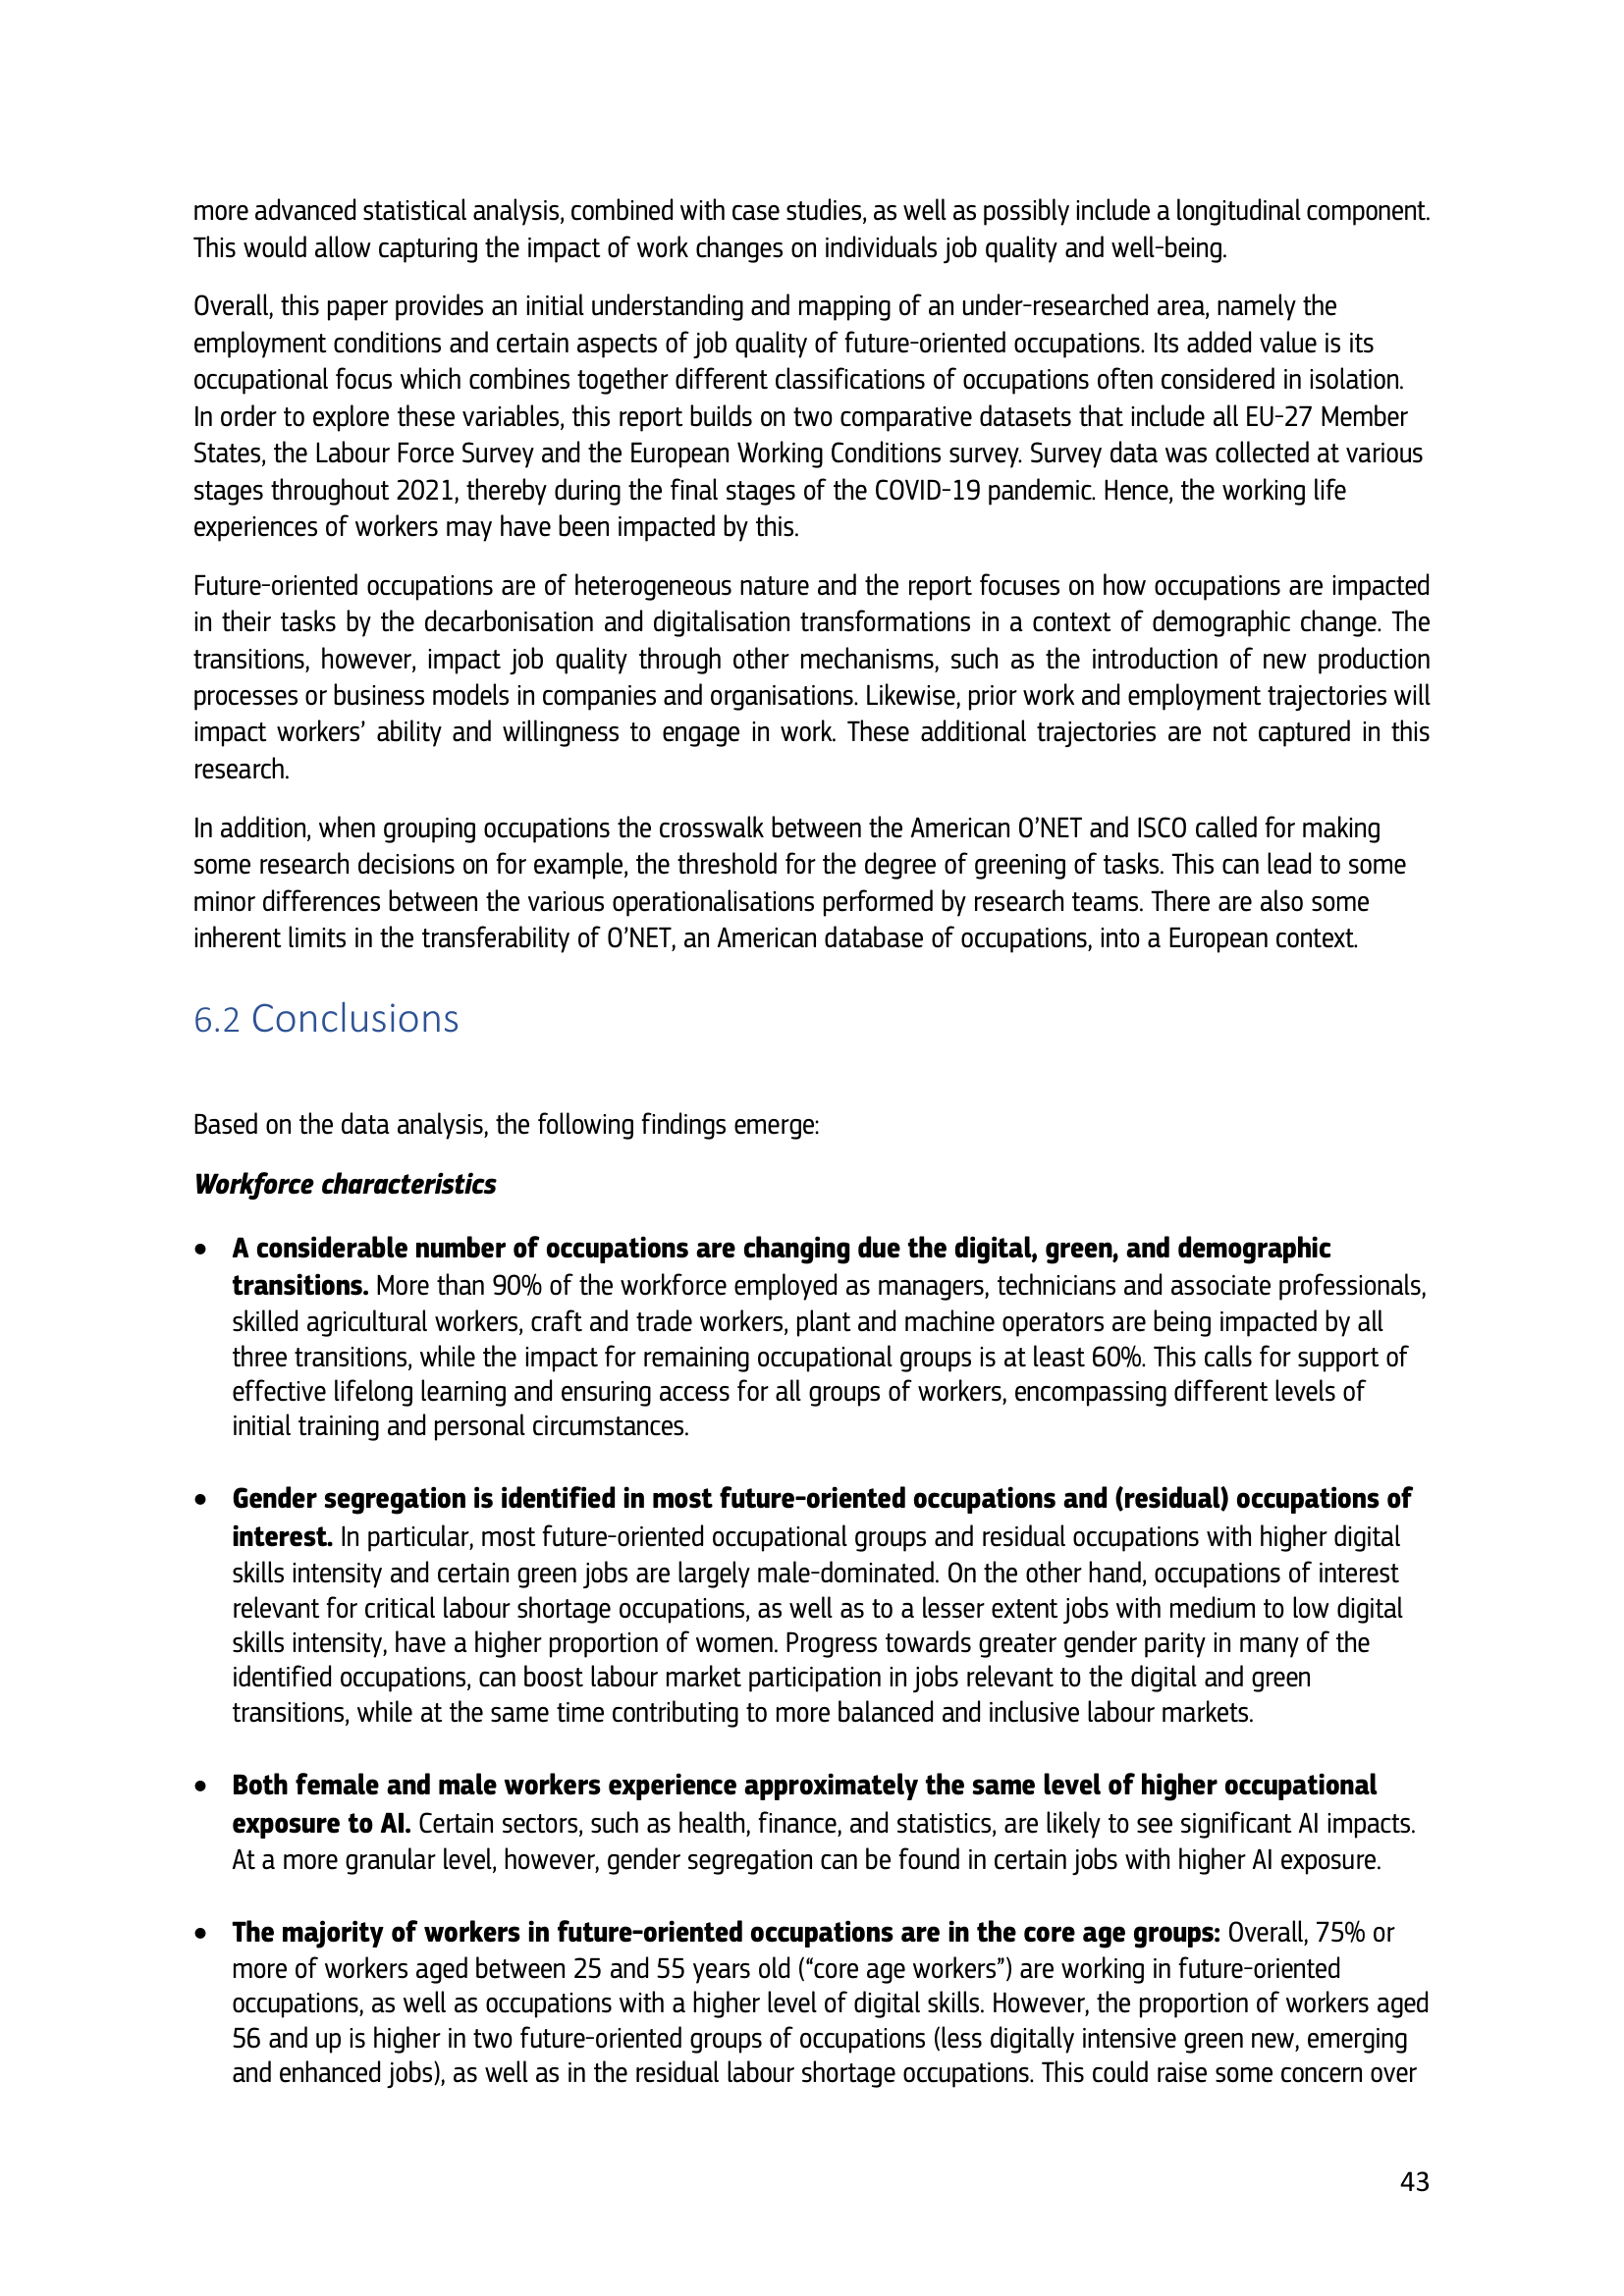 more advanced statistical analysis, combined with case studies, as well as possibly include a longitudinal component.
This would allow capturing the impact of work changes on individuals job quality and well-being.
Overall, this paper provides an initial understanding and mapping of an under-researched area, namely the
employment conditions and certain aspects of job quality of future-oriented occupations. Its added value is its
occupational focus which combines together different classifications of occupations often considered in isolation.
In order to explore these variables, this report builds on two comparative datasets that include all EU-27 Member
States, the Labour Force Survey and the European Working Conditions survey. Survey data was collected at various
stages throughout 2021, thereby during the final stages of the COVID-19 pandemic. Hence, the working life
experiences of workers may have been impacted by this.
Future-oriented occupations are of heterogeneous nature and the report focuses on how occupations are impacted
in their tasks by the decarbonisation and digitalisation transformations in a context of demographic change. The
transitions, however, impact job quality through other mechanisms, such as the introduction of new production
processes or business models in companies and organisations. Likewise, prior work and employment trajectories will
impact workers’ ability and willingness to engage in work. These additional trajectories are not captured in this
research.
In addition, when grouping occupations the crosswalk between the American O’NET and ISCO called for making
some research decisions on for example, the threshold for the degree of greening of tasks. This can lead to some
minor differences between the various operationalisations performed by research teams. There are also some
inherent limits in the transferability of O’NET, an American database of occupations, into a European context.
6.2 Conclusions
Based on the data analysis, the following findings emerge:
Workforce characteristics
• A considerable number of occupations are changing due the digital, green, and demographic
transitions. More than 90% of the workforce employed as managers, technicians and associate professionals,
skilled agricultural workers, craft and trade workers, plant and machine operators are being impacted by all
three transitions, while the impact for remaining occupational groups is at least 60%. This calls for support of
effective lifelong learning and ensuring access for all groups of workers, encompassing different levels of
initial training and personal circumstances.
• Gender segregation is identified in most future-oriented occupations and (residual) occupations of
interest. In particular, most future-oriented occupational groups and residual occupations with higher digital
skills intensity and certain green jobs are largely male-dominated. On the other hand, occupations of interest
relevant for critical labour shortage occupations, as well as to a lesser extent jobs with medium to low digital
skills intensity, have a higher proportion of women. Progress towards greater gender parity in many of the
identified occupations, can boost labour market participation in jobs relevant to the digital and green
transitions, while at the same time contributing to more balanced and inclusive labour markets.
• Both female and male workers experience approximately the same level of higher occupational
exposure to AI. Certain sectors, such as health, finance, and statistics, are likely to see significant AI impacts.
At a more granular level, however, gender segregation can be found in certain jobs with higher AI exposure.
• The majority of workers in future-oriented occupations are in the core age groups: Overall, 75% or
more of workers aged between 25 and 55 years old (“core age workers”) are working in future-oriented
occupations, as well as occupations with a higher level of digital skills. However, the proportion of workers aged
56 and up is higher in two future-oriented groups of occupations (less digitally intensive green new, emerging
and enhanced jobs), as well as in the residual labour shortage occupations. This could raise some concern over
43